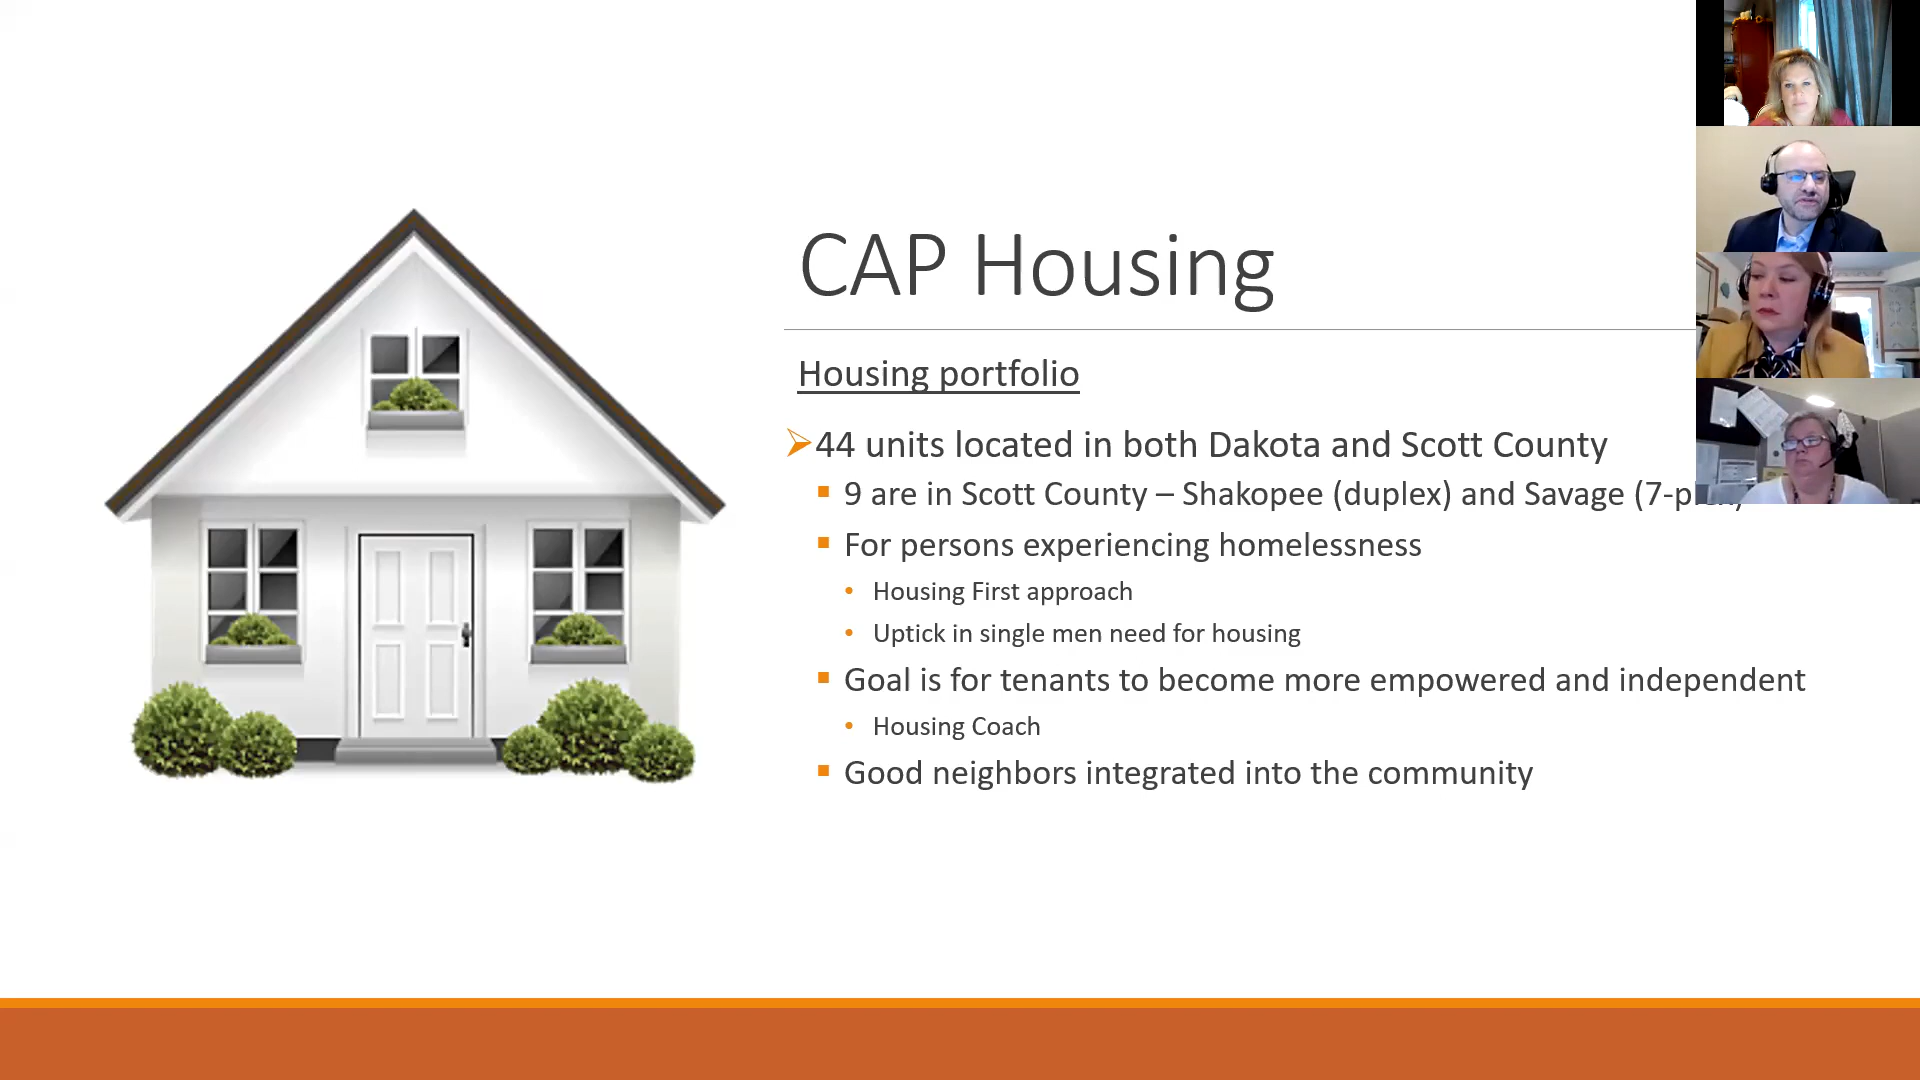 CAP Housing
Housing portfolio
44 units located in both Dakota and Scott County
9 are in Scott County – Shakopee (duplex) and Savage
For persons experiencing homelessness
Housing First approach
Uptick in single men need for housing
Goal is for tenants to become more empowered and independent
Housing Coach
Good neighbors integrated into the community